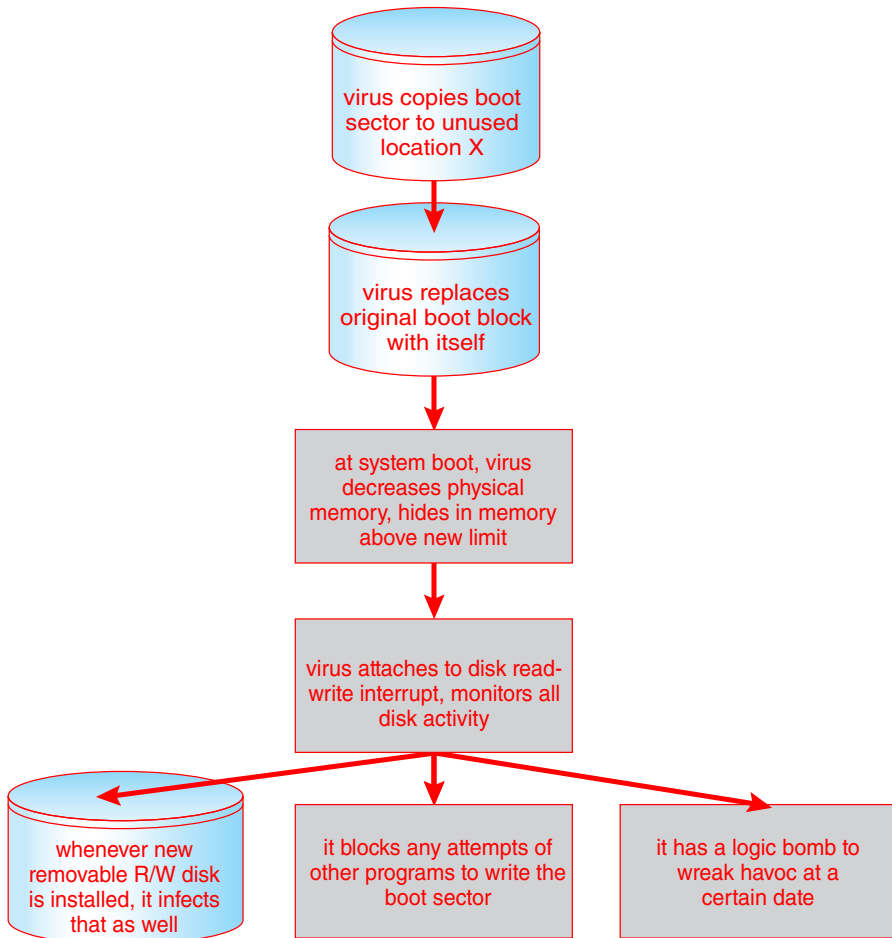 virus copies boot
sector to unused
location X
virus replaces
original boot block
with itself
at system boot, virus
decreases physical
memory, hides in memory
above new limit
virus attaches to disk read-
write interrupt, monitors all
disk activity
whenever new
removable R/W disk
is installed, it infects
that as well
it blocks any attempts of
other programs to write the
boot sector
it has a logic bomb to
wreak havoc at a
certain date